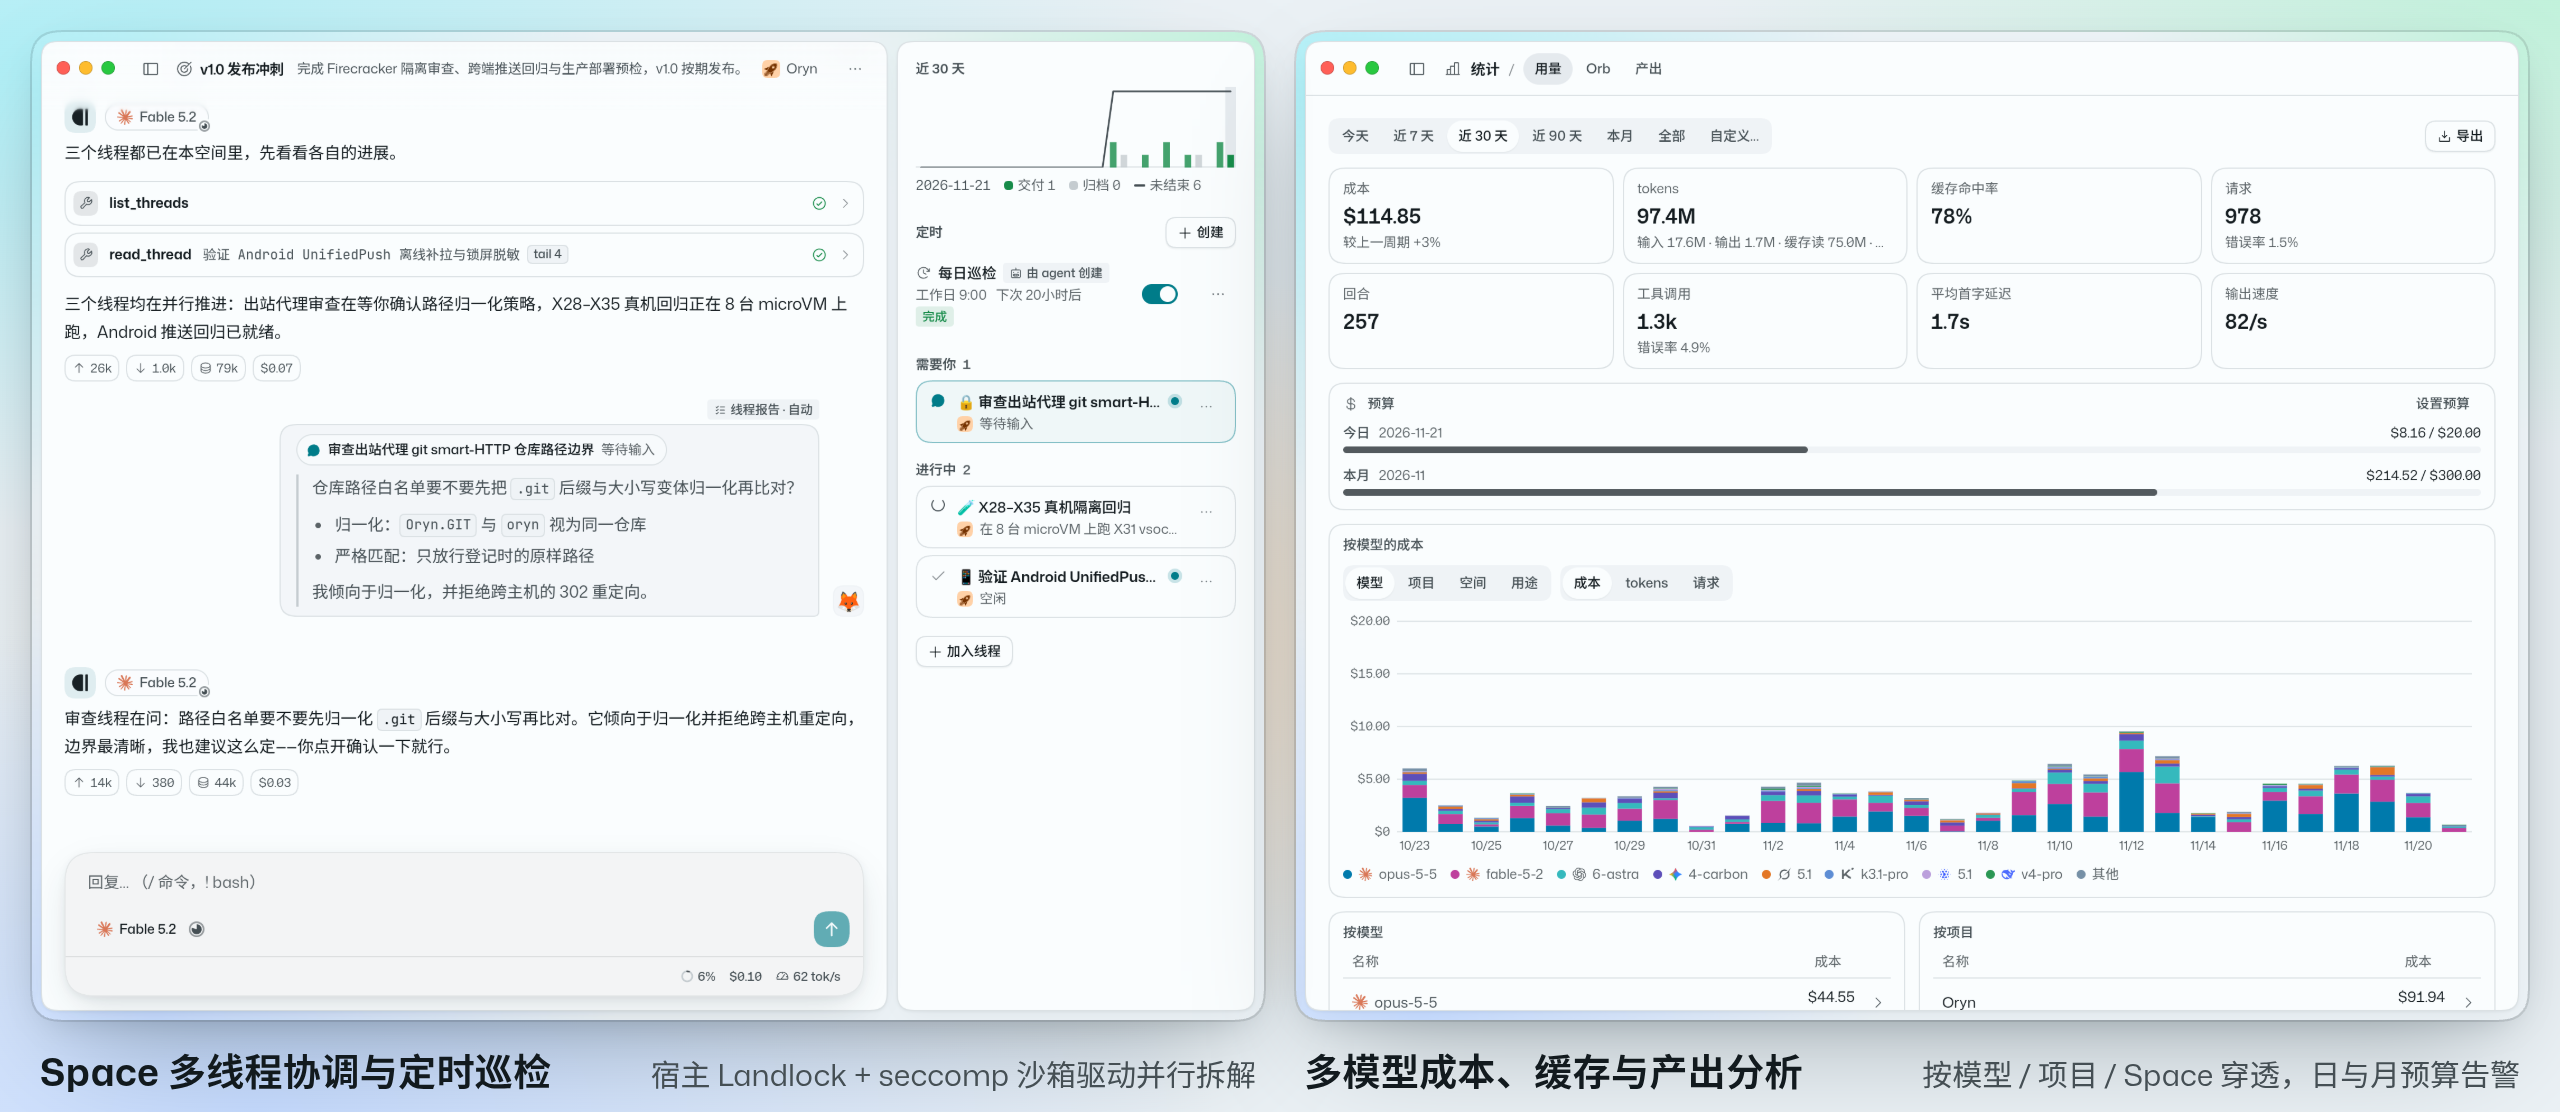 v1.0 发布冲刺 完成 Firecracker 隔离审查、跨端推送回归与生产部署预检，v1.0 按期发布。 Oryn ...
Fable 5.2
三个线程都已在本空间里，先看看各自的进展。
list_threads
read_thread 验证 Android UnifiedPush 离线补拉与锁屏脱敏 tail 4
三个线程均在并行推进：出站代理审查在等你确认路径归一化策略，X28–X35 真机回归正在 8 台 microVM 上
跑，Android 推送回归已就绪。
↑ 26k ↓ 1.0k 79k $0.07
线程报告 · 自动
审查出站代理 git smart-HTTP 仓库路径边界 等待输入
仓库路径白名单要不要先把 .git 后缀与大小写变体归一化再比对？
• 归一化：Oryn.GIT 与 oryn 视为同一仓库
• 严格匹配：只放行登记时的原样路径
我倾向于归一化，并拒绝跨主机的 302 重定向。
Fable 5.2
审查线程在问：路径白名单要不要先归一化 .git 后缀与大小写再比对。它倾向于归一化并拒绝跨主机重定向，
边界最清晰，我也建议这么定——你点开确认一下就行。
↑ 14k ↓ 380 44k $0.03
回复... （/ 命令，! bash）
Fable 5.2
6% $0.10 62 tok/s
近 30 天
2026-11-21 交付 1 归档 0 未结束 6
定时 + 创建
每日巡检 由 agent 创建
工作日 9:00 下次 20小时后 ...
完成
需要你 1
🔒 审查出站代理 git smart-H... ...
等待输入
进行中 2
🧪 X28–X35 真机隔离回归 ...
在 8 台 microVM 上跑 X31 vsoc...
📱 验证 Android UnifiedPus... ...
空闲
+ 加入线程
Space 多线程协调与定时巡检 宿主 Landlock + seccomp 沙箱驱动并行拆解
统计 / 用量 Orb 产出
今天 近 7 天 近 30 天 近 90 天 本月 全部 自定义... 导出
成本 tokens 缓存命中率 请求
$114.85 97.4M 78% 978
较上一周期 +3% 输入 17.6M · 输出 1.7M · 缓存读 75.0M · ... 错误率 1.5%
回合 工具调用 平均首字延迟 输出速度
257 1.3k 1.7s 82/s
错误率 4.9%
$ 预算 设置预算
今日 2026-11-21 $8.16 / $20.00
本月 2026-11 $214.52 / $300.00
按模型的成本
模型 项目 空间 用途 成本 tokens 请求
$20.00
$15.00
$10.00
$5.00
$0
10/23 10/25 10/27 10/29 10/31 11/2 11/4 11/6 11/8 11/10 11/12 11/14 11/16 11/18 11/20
opus-5-5 fable-5-2 6-astra 4-carbon 5.1 k3.1-pro 5.1 v4-pro 其他
按模型
名称 成本
opus-5-5 $44.55
按项目
名称 成本
Oryn $91.94
多模型成本、缓存与产出分析 按模型 / 项目 / Space 穿透，日与月预算告警